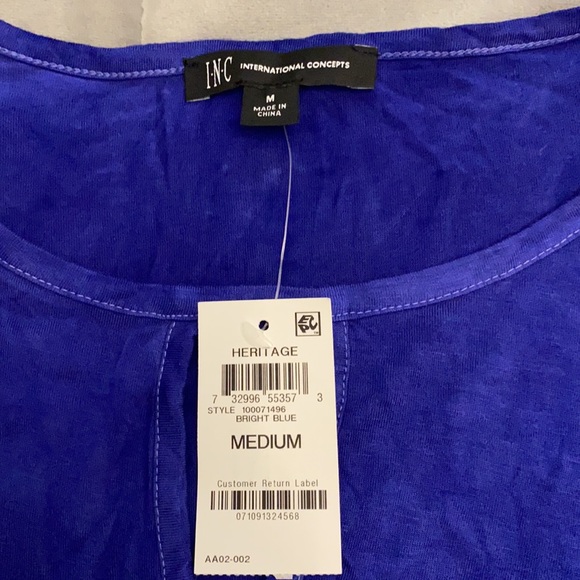 I·N·C INTERNATIONAL CONCEPTS
M
MADE IN
CHINA
HERITAGE
7 32996 55357 3
STYLE 100071496
BRIGHT BLUE
MEDIUM
Customer Return Label
071091324568
AA02-002